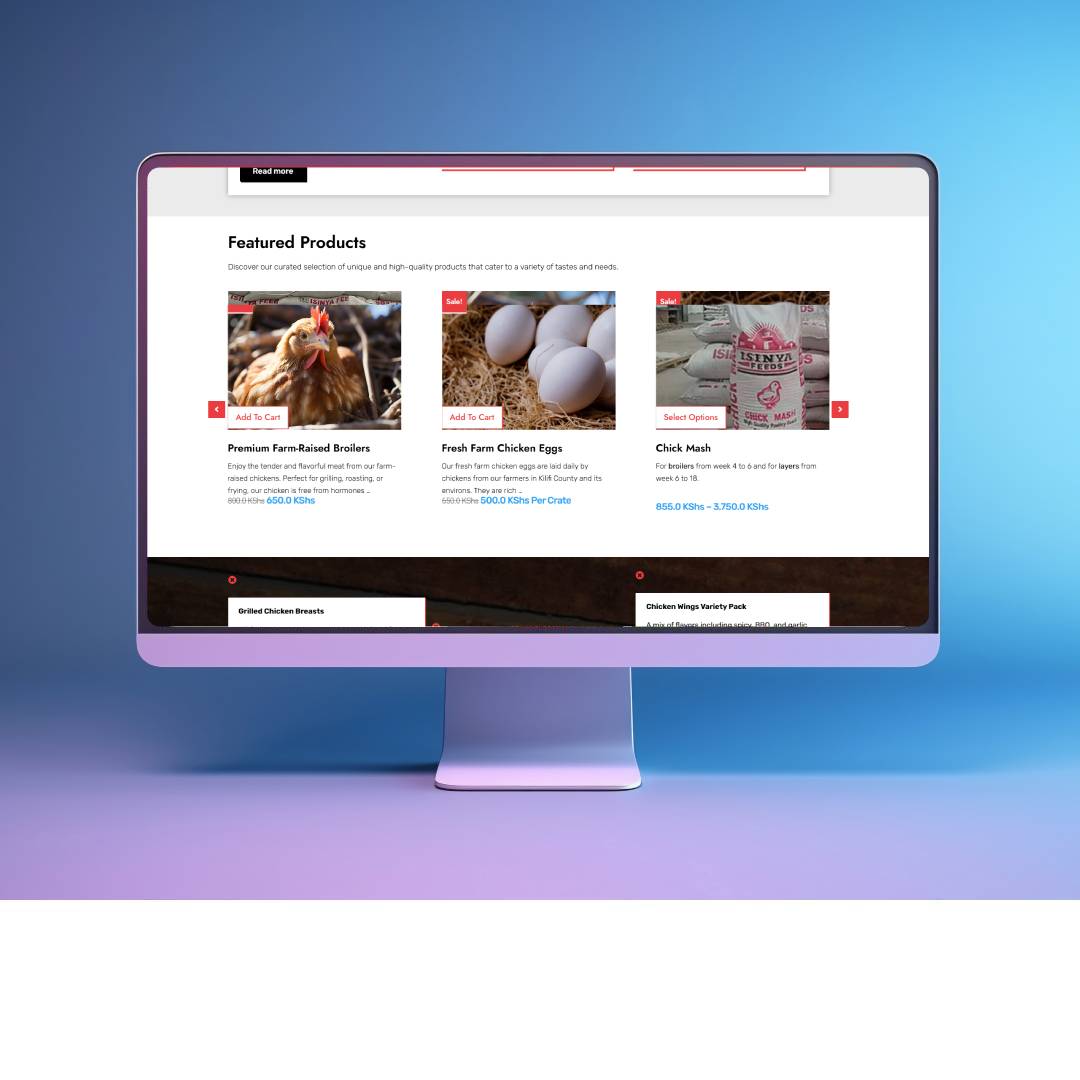 Read more
Featured Products
Discover our curated selection of unique and high-quality products that cater to a variety of tastes and needs.
Sale!
Sale!
ISINYA
FEEDS
CHICK MASH
Add To Cart
Add To Cart
Select Options
Premium Farm-Raised Broilers
Fresh Farm Chicken Eggs
Chick Mash
Enjoy the tender and flavorful meat from our farm-
raised chickens. Perfect for grilling, roasting, or
frying, our chicken is free from hormones ...
800.0 KShs 650.0 KShs
Our fresh farm chicken eggs are laid daily by
chickens from our farmers in Kilifi County and its
environs. They are rich ...
650.0 KShs 500.0 KShs Per Crate
For broilers from week 4 to 6 and for layers from
week 6 to 18.
855.0 KShs – 3,750.0 KShs
Grilled Chicken Breasts
Chicken Wings Variety Pack
A mix of flavors including spicy, BBQ, and garlic